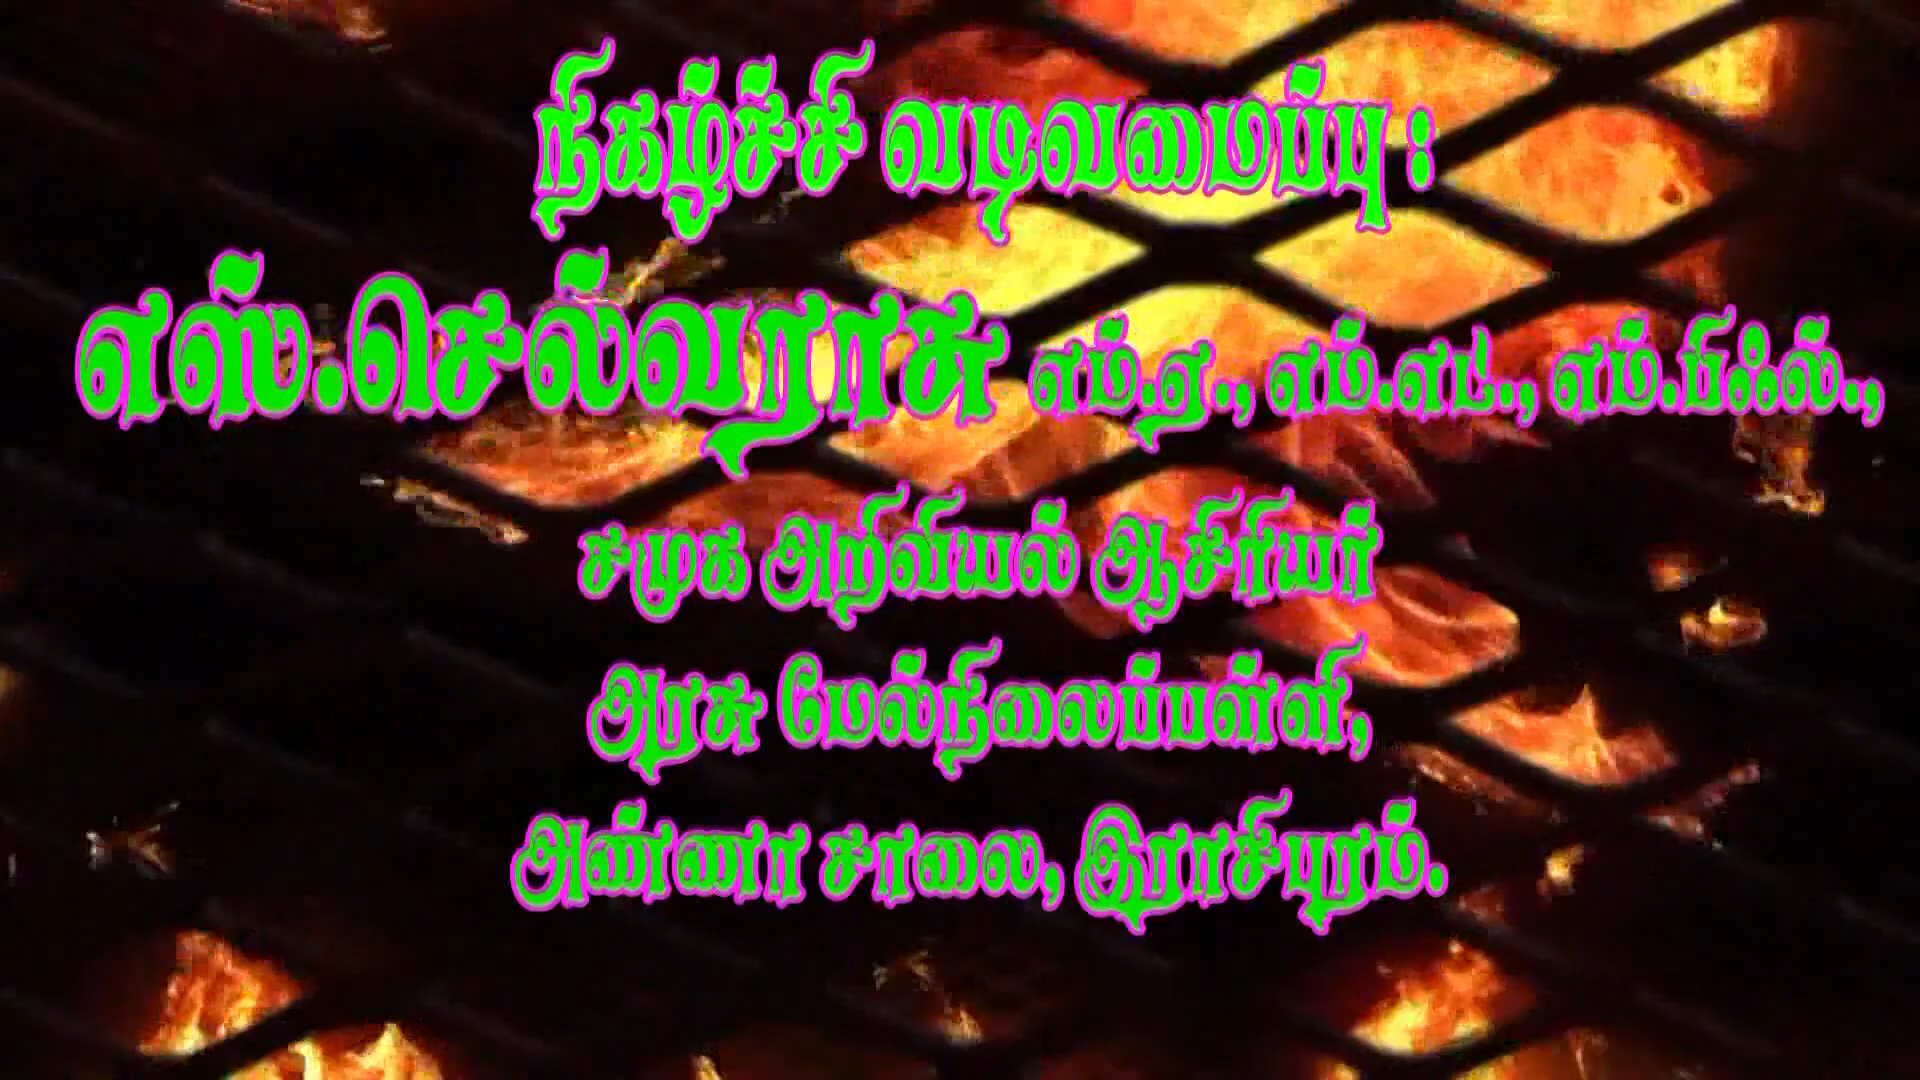 நிகழ்ச்சி வடிவமைப்பு :
எஸ்.செல்வராசு எம்.ஏ., எம்.எட்., எம்.பிஃல்.,
சமுக அறிவியல் ஆசிரியர்
அரசு மேல்நிலைப்பள்ளி,
அண்ணா சாலை, இராசிபுரம்.